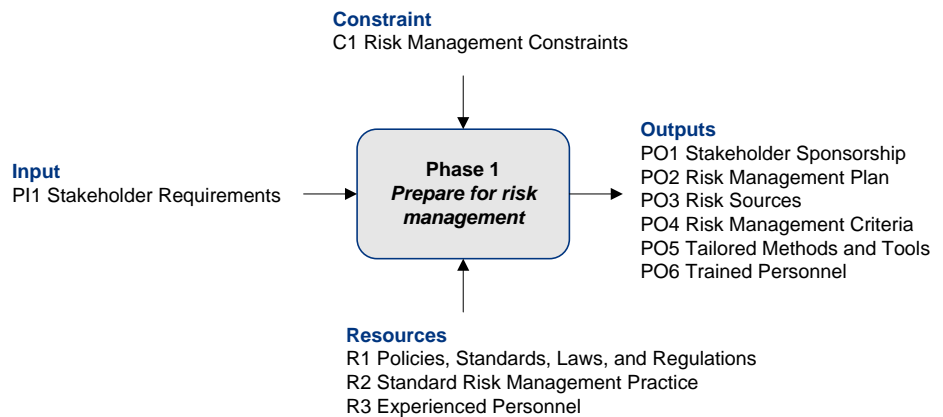 Constraint
C1 Risk Management Constraints
Input
PI1 Stakeholder Requirements
Phase 1
Prepare for risk
management
Outputs
PO1 Stakeholder Sponsorship
PO2 Risk Management Plan
PO3 Risk Sources
PO4 Risk Management Criteria
PO5 Tailored Methods and Tools
PO6 Trained Personnel
Resources
R1 Policies, Standards, Laws, and Regulations
R2 Standard Risk Management Practice
R3 Experienced Personnel